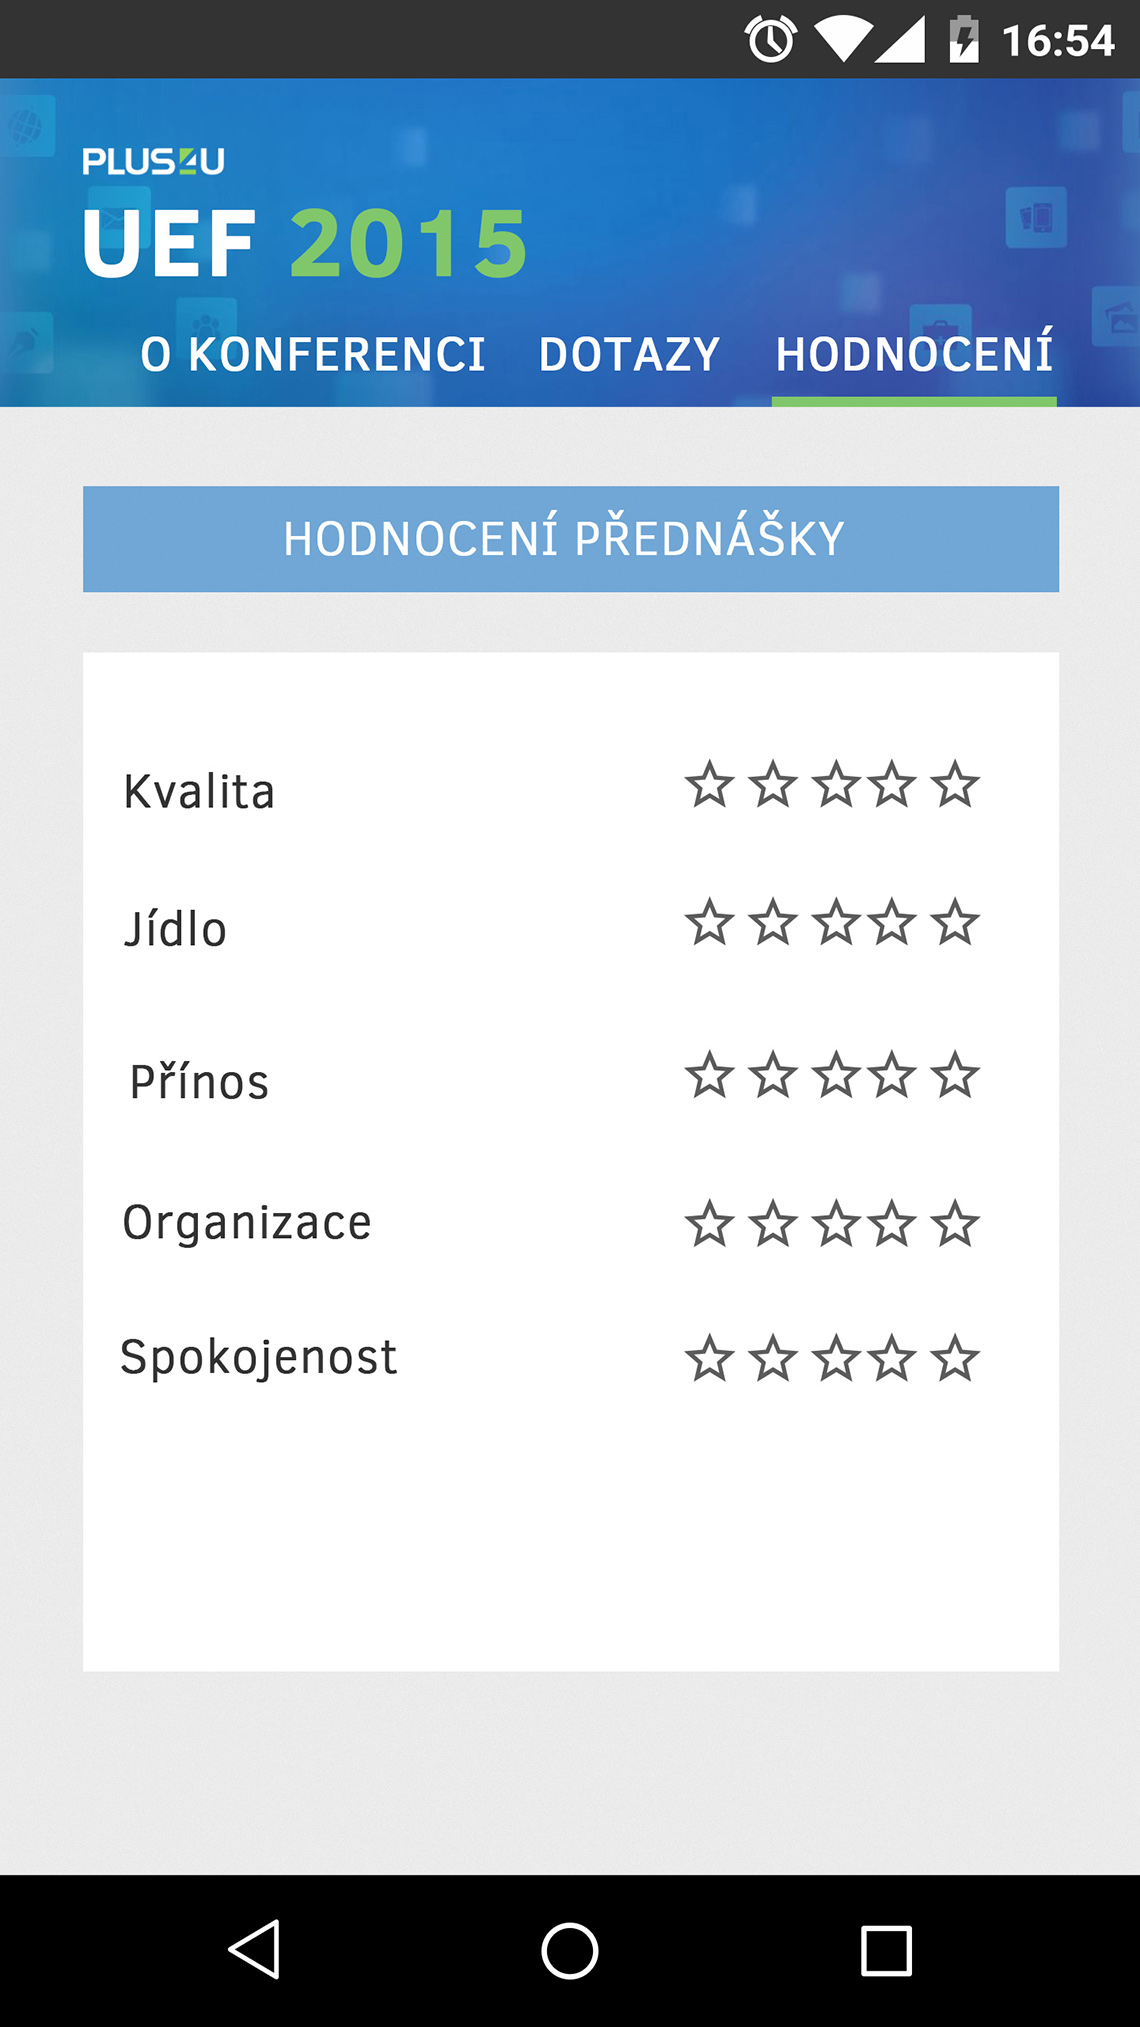 16:54
PLUS4U
UEF 2015
O KONFERENCI DOTAZY HODNOCENÍ
HODNOCENÍ PŘEDNÁŠKY
Kvalita
Jídlo
Přínos
Organizace
Spokojenost